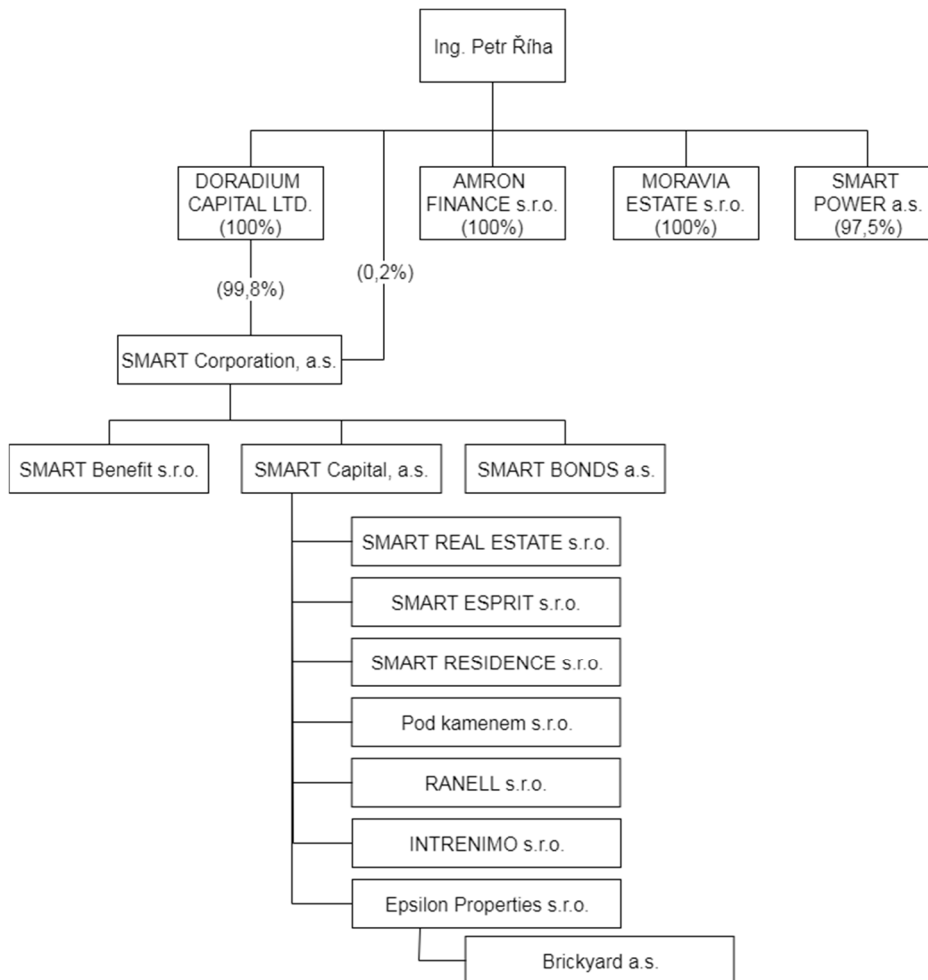 Ing. Petr Říha
DORADIUM
CAPITAL LTD.
(100%)
AMRON
FINANCE s.r.o.
(100%)
MORAVIA
ESTATE s.r.o.
(100%)
SMART
POWER a.s.
(97,5%)
(0,2%)
(99,8%)
SMART Corporation, a.s.
SMART Benefit s.r.o.
SMART Capital, a.s.
SMART BONDS a.s.
SMART REAL ESTATE s.r.o.
SMART ESPRIT s.r.o.
SMART RESIDENCE s.r.o.
Pod kamenem s.r.o.
RANELL s.r.o.
INTRENIMO s.r.o.
Epsilon Properties s.r.o.
Brickyard a.s.